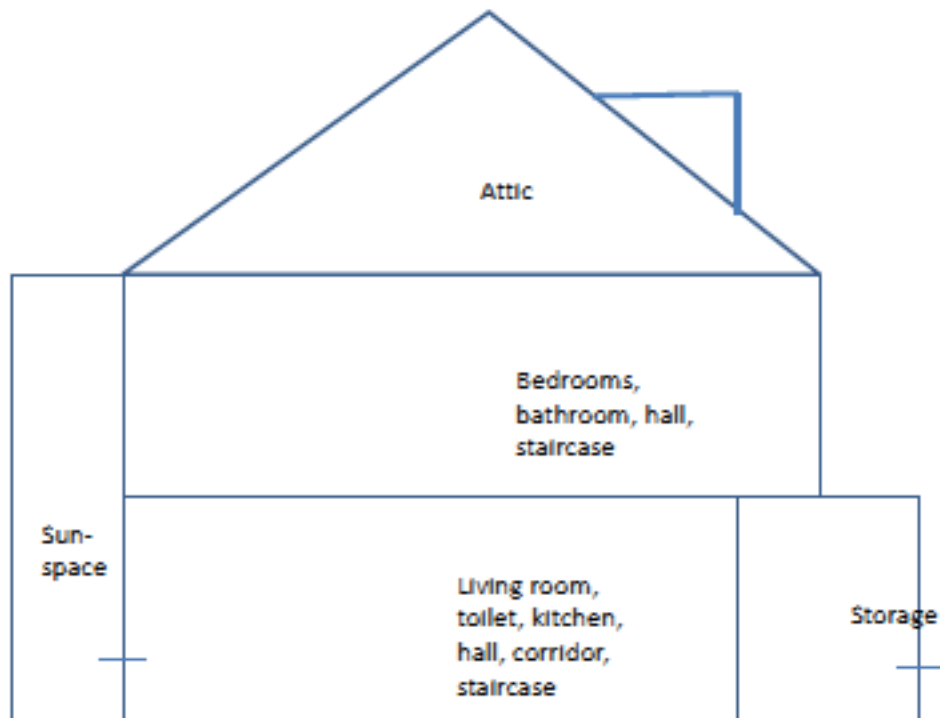 Attic
Bedrooms,
bathroom, hall,
staircase
Sun-
space
Living room,
toilet, kitchen,
hall, corridor,
staircase
Storage